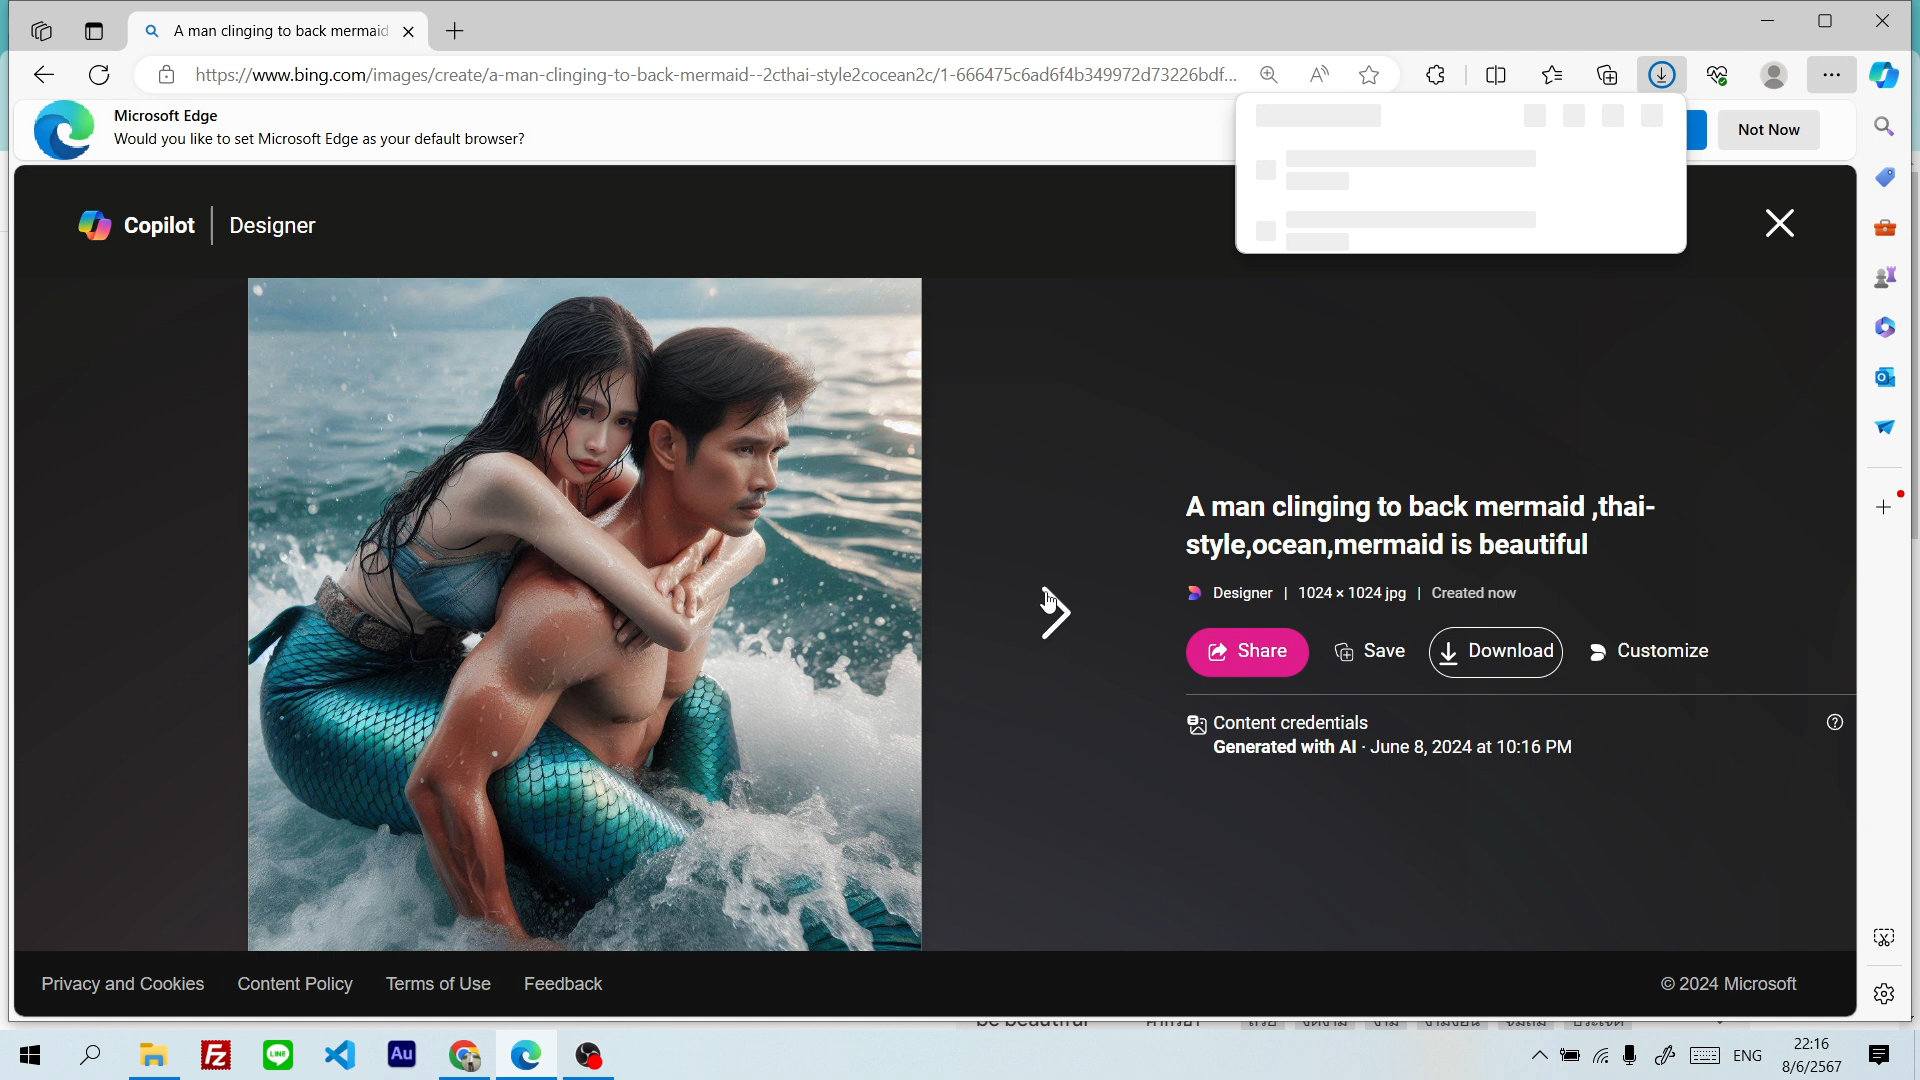 A man clinging to back mermaid
https://www.bing.com/images/create/a-man-clinging-to-back-mermaid--2cthai-style2cocean2c/1-666475c6ad6f4b349972d73226bdf...
Microsoft Edge
Would you like to set Microsoft Edge as your default browser?
Not Now
Copilot
Designer
A man clinging to back mermaid ,thai-
style,ocean,mermaid is beautiful
Designer | 1024 × 1024 jpg | Created now
Share
Save
Download
Customize
Content credentials
Generated with AI · June 8, 2024 at 10:16 PM
Privacy and Cookies
Content Policy
Terms of Use
Feedback
© 2024 Microsoft
be beautiful
LINE
Au
ENG
22:16
8/6/2567